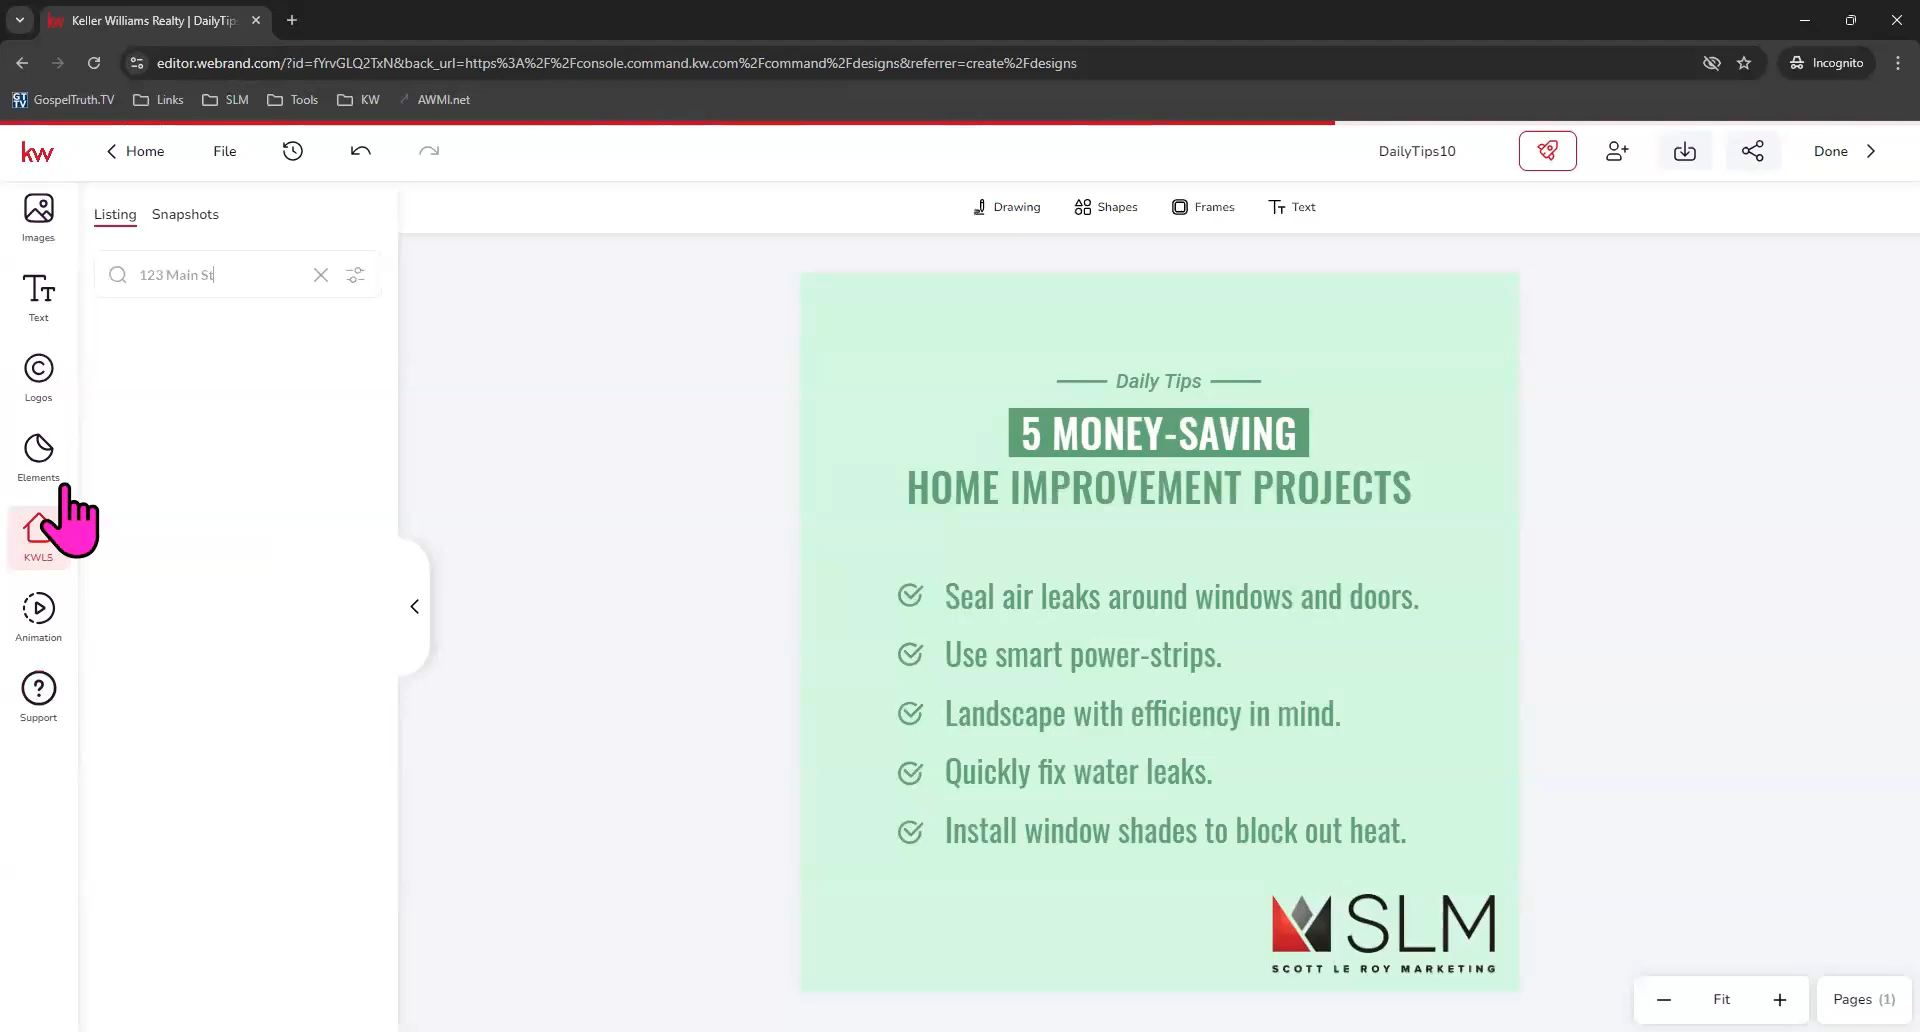 kw Keller Williams Realty | DailyTip
editor.webrand.com/?id=fYrvGLQ2TxN&back_url=https%3A%2F%2Fconsole.command.kw.com%2Fcommand%2Fdesigns&referrer=create%2Fdesigns
Incognito
GT TV GospelTruth.TV Links SLM Tools KW AWMI.net
kw Home File DailyTips10 Done
Drawing Shapes Frames Text
Listing Snapshots
123 Main St
Images
Text
Logos
Elements
KWLS
Animation
Support
Daily Tips
5 MONEY-SAVING
HOME IMPROVEMENT PROJECTS
Seal air leaks around windows and doors.
Use smart power-strips.
Landscape with efficiency in mind.
Quickly fix water leaks.
Install window shades to block out heat.
SLM
SCOTT LE ROY MARKETING
Fit Pages (1)